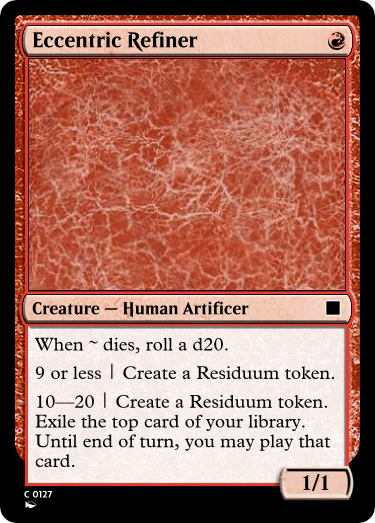 Eccentric Refiner
Creature — Human Artificer
When ~ dies, roll a d20.
9 or less | Create a Residuum token.
10—20 | Create a Residuum token.
Exile the top card of your library.
Until end of turn, you may play that
card.
1/1
C 0127